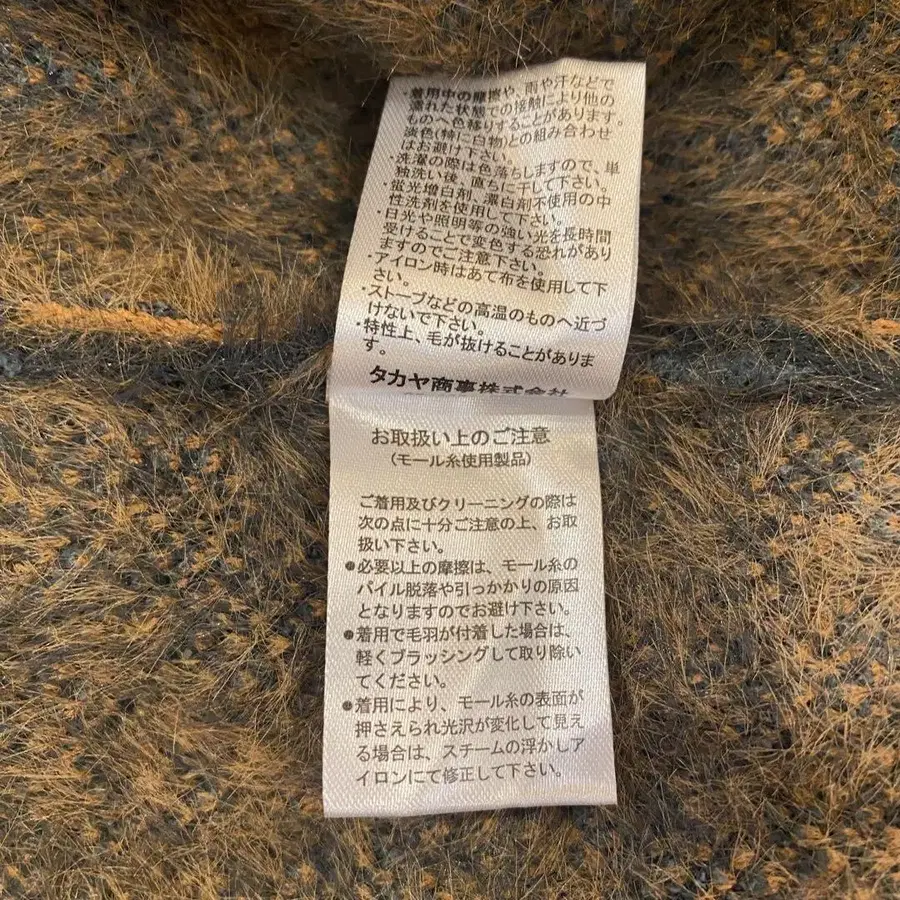 ・着用中の摩擦や、雨や汗などで
濡れた状態での接触により他の
ものへ色移りすることがあります。
淡色(特に白物)との組み合わせ
はお避け下さい。
・洗濯の際は色落ちしますので、単
独洗い後、直ちに干して下さい。
・蛍光増白剤、漂白剤不使用の中
性洗剤を使用して下さい。
・日光や照明等の強い光を長時間
受けることで変色する恐れがあり
ますのでご注意下さい。
・アイロン時はあて布を使用して下
さい。
・ストーブなどの高温のものへ近づ
けないで下さい。
・特性上、毛が抜けることがありま
す。
タカヤ商事株式会社
お取扱い上のご注意
(モール糸使用製品)
ご着用及びクリーニングの際は
次の点に十分ご注意の上、お取
扱い下さい。
●必要以上の摩擦は、モール糸の
パイル脱落や引っかかりの原因
となりますのでお避け下さい。
●着用で毛羽が付着した場合は、
軽くブラッシングして取り除い
てください。
●着用により、モール糸の表面が
押さえられ光沢が変化して見え
る場合は、スチームの浮かしア
イロンにて修正して下さい。